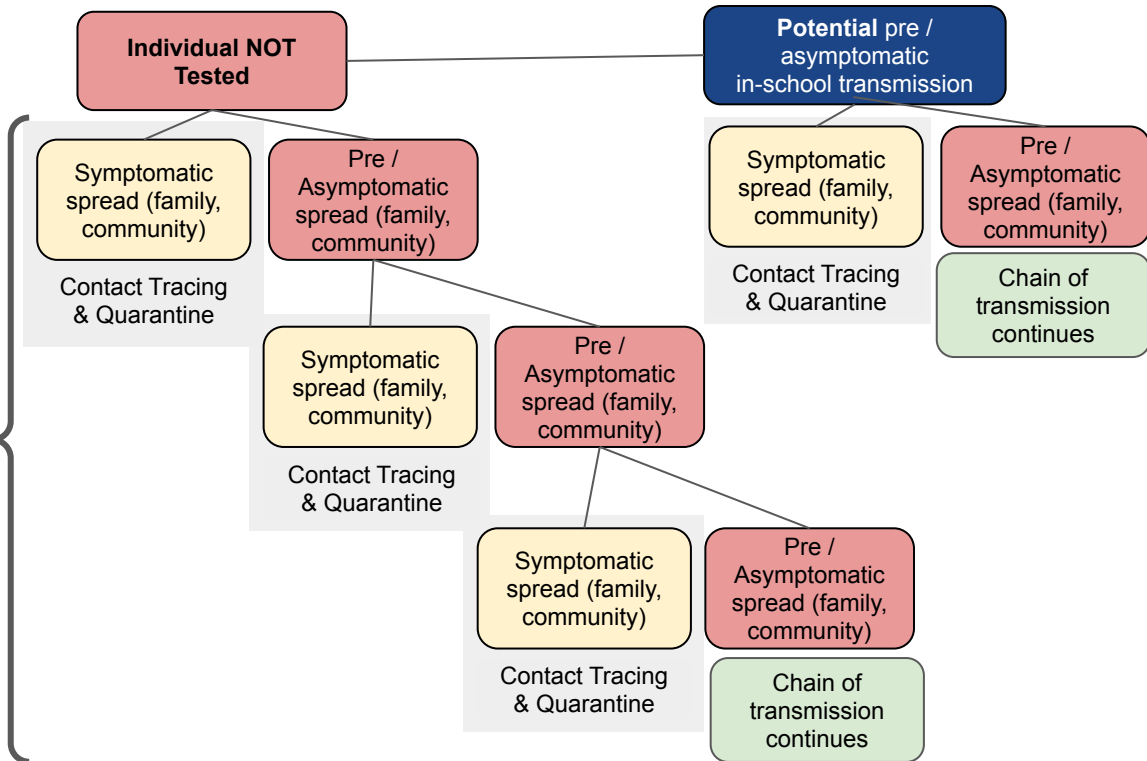 Individual NOT
Tested
Potential pre /
asymptomatic
in-school transmission
Symptomatic
spread (family,
community)
Contact Tracing
& Quarantine
Pre /
Asymptomatic
spread (family,
community)
Symptomatic
spread (family,
community)
Contact Tracing
& Quarantine
Pre /
Asymptomatic
spread (family,
community)
Chain of
transmission
continues
Symptomatic
spread (family,
community)
Contact Tracing
& Quarantine
Pre /
Asymptomatic
spread (family,
community)
Symptomatic
spread (family,
community)
Contact Tracing
& Quarantine
Pre /
Asymptomatic
spread (family,
community)
Chain of
transmission
continues